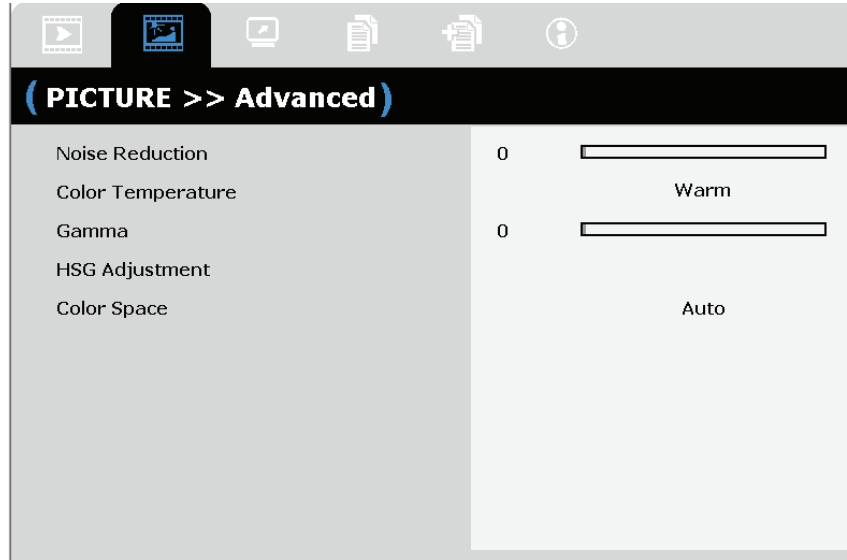 (PICTURE >> Advanced)
Noise Reduction 0
Color Temperature Warm
Gamma 0
HSG Adjustment
Color Space Auto